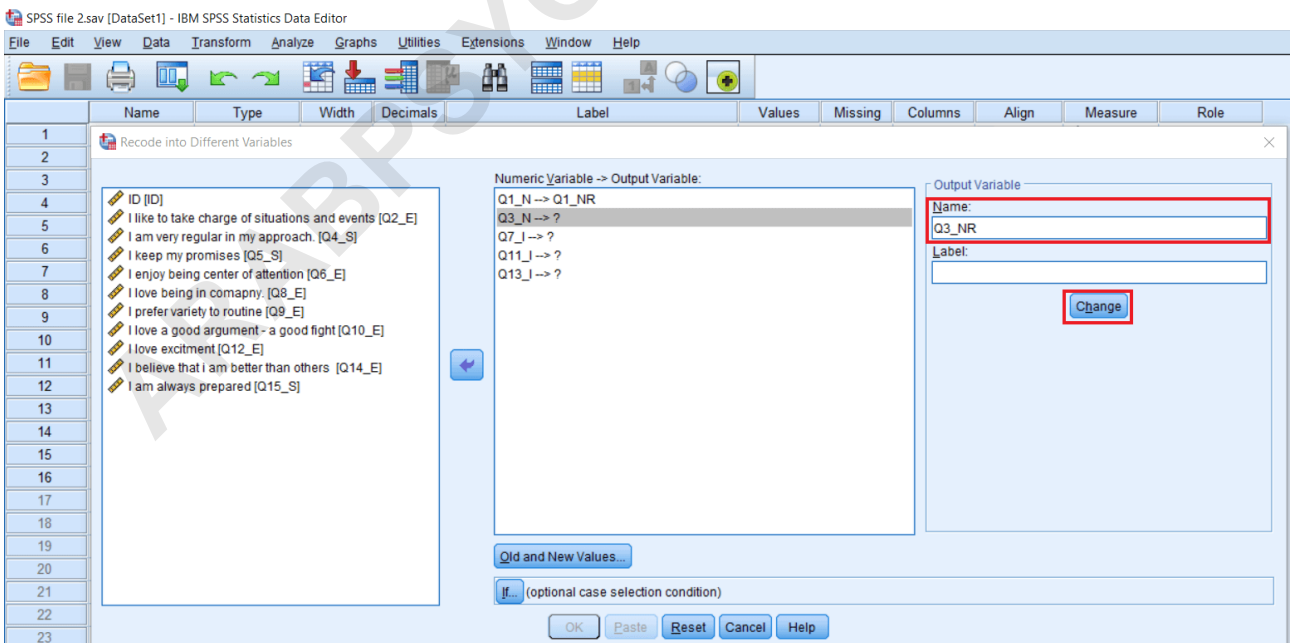 SPSS file 2.sav [DataSet1] - IBM SPSS Statistics Data Editor
File Edit View Data Transform Analyze Graphs Utilities Extensions Window Help
Name Type Width Decimals Label Values Missing Columns Align Measure Role
1
Recode into Different Variables
2
3
4
5
6
7
8
9
10
11
12
13
14
15
16
17
18
19
20
21
22
23
ID [ID]
I like to take charge of situations and events [Q2_E]
I am very regular in my approach. [Q4_S]
I keep my promises [Q5_S]
I enjoy being center of attention [Q6_E]
I love being in comapny. [Q8_E]
I prefer variety to routine [Q9_E]
I love a good argument - a good fight [Q10_E]
I love excitment [Q12_E]
I believe that i am better than others [Q14_E]
I am always prepared [Q15_S]
Numeric Variable -> Output Variable:
Q1_N --> Q1_NR
Q3_N --> ?
Q7_I --> ?
Q11_I --> ?
Q13_I --> ?
Output Variable
Name:
Q3_NR
Label:
Change
Old and New Values...
If... (optional case selection condition)
OK Paste Reset Cancel Help
ARABPSY